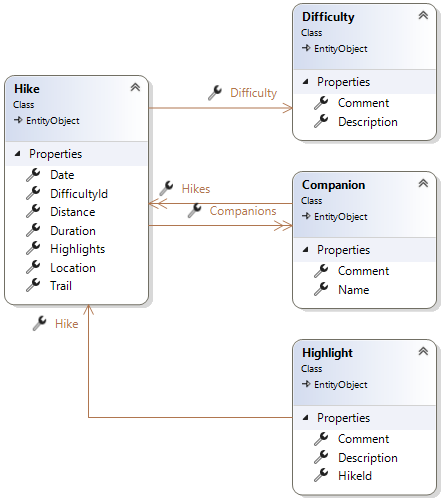 Difficulty
Class
EntityObject
Properties
Comment
Description
Hike
Class
EntityObject
Properties
Date
DifficultyId
Distance
Duration
Highlights
Location
Trail
Difficulty
Hikes
Companions
Companion
Class
EntityObject
Properties
Comment
Name
Hike
Highlight
Class
EntityObject
Properties
Comment
Description
HikeId